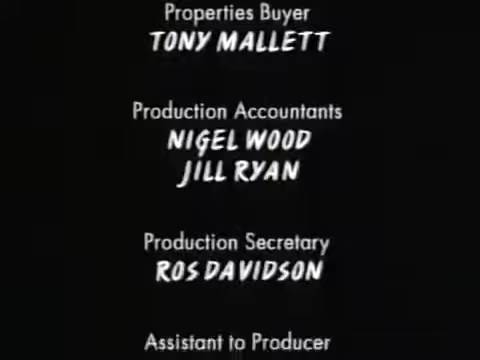 Properties Buyer
TONY MALLETT
Production Accountants
NIGEL WOOD
JILL RYAN
Production Secretary
ROS DAVIDSON
Assistant to Producer